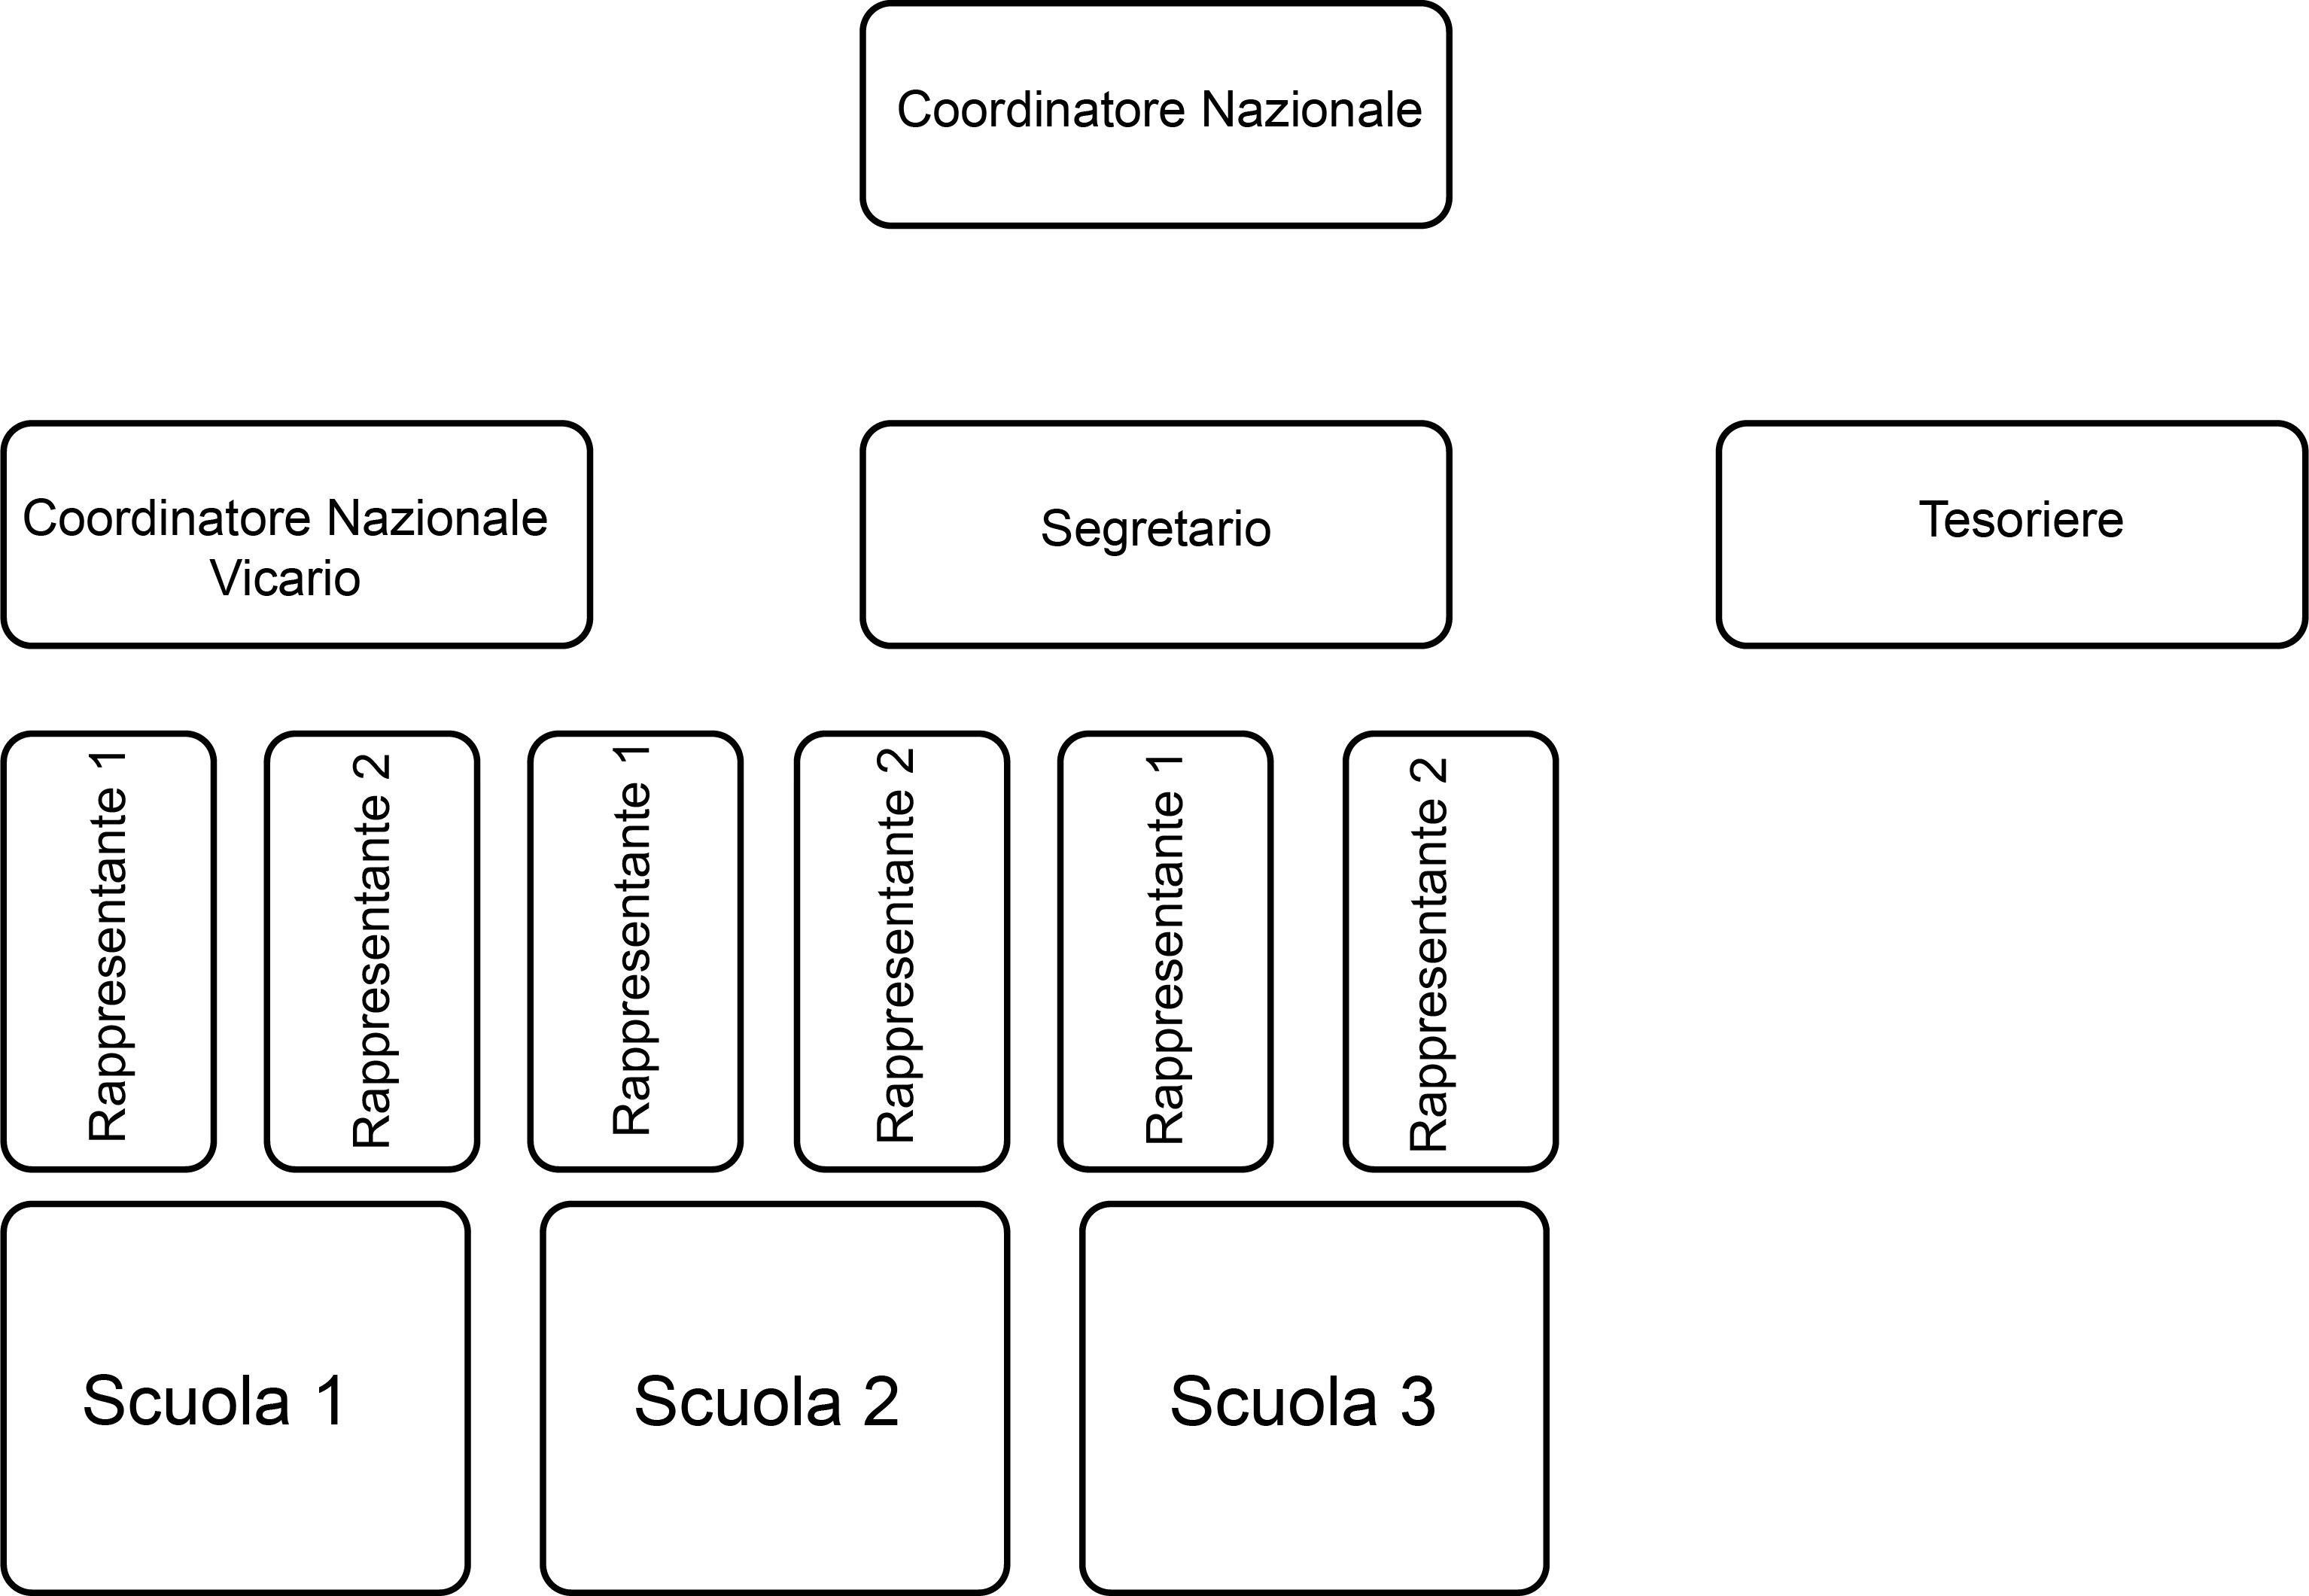 Coordinatore Nazionale
Coordinatore Nazionale
Vicario
Segretario
Tesoriere
Rappresentante 1
Rappresentante 2
Rappresentante 1
Rappresentante 2
Rappresentante 1
Rappresentante 2
Scuola 1
Scuola 2
Scuola 3